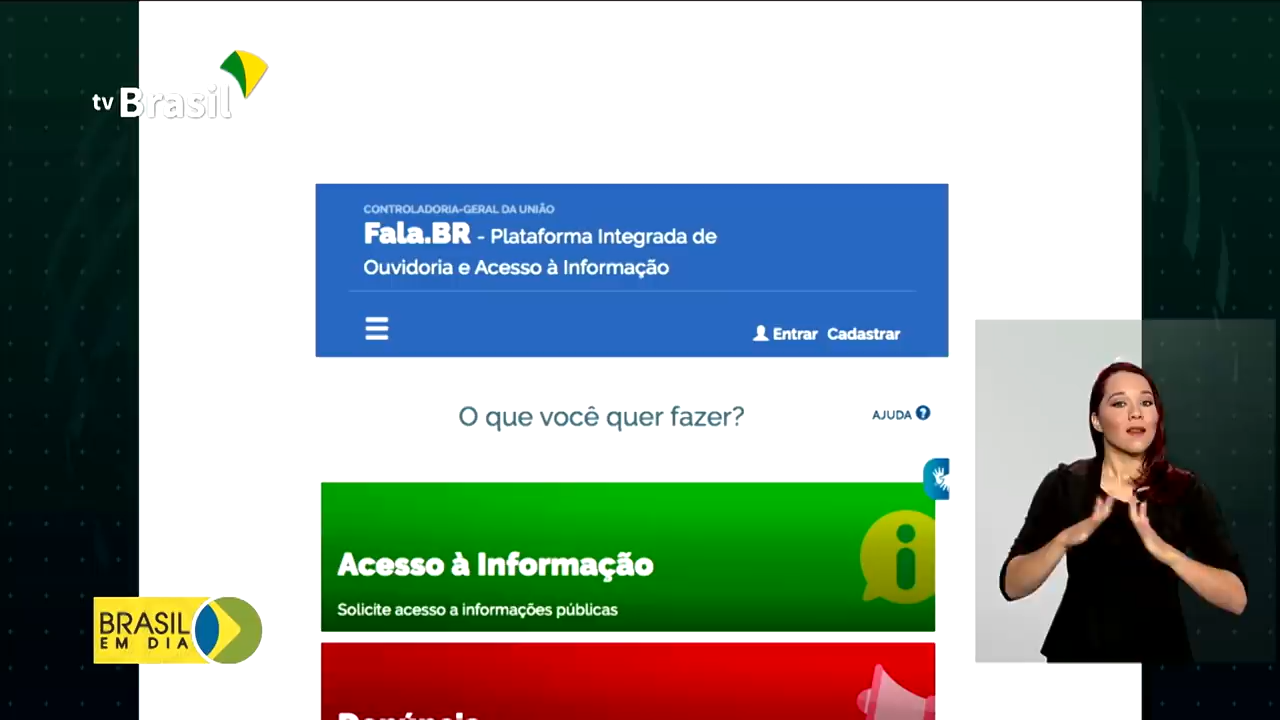 tv Brasil
CONTROLADORIA-GERAL DA UNIÃO
Fala.BR - Plataforma Integrada de
Ouvidoria e Acesso à Informação
Entrar Cadastrar
O que você quer fazer?
AJUDA ?
Acesso à Informação
Solicite acesso a informações públicas
BRASIL
EM DIA
Denúncia